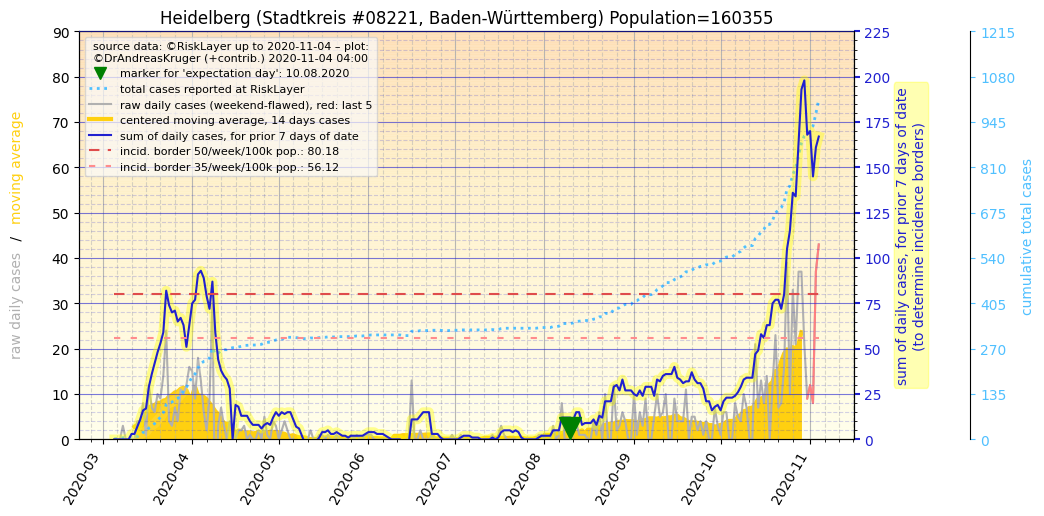 Heidelberg (Stadtkreis #08221, Baden-Württemberg) Population=160355
source data: ©RiskLayer up to 2020-11-04 – plot:
©DrAndreasKruger (+contrib.) 2020-11-04 04:00
marker for 'expectation day': 10.08.2020
total cases reported at RiskLayer
raw daily cases (weekend-flawed), red: last 5
centered moving average, 14 days cases
sum of daily cases, for prior 7 days of date
incid. border 50/week/100k pop.: 80.18
incid. border 35/week/100k pop.: 56.12
raw daily cases / moving average
90
80
70
60
50
40
30
20
10
0
225
200
175
150
125
100
75
50
25
0
sum of daily cases, for prior 7 days of date
(to determine incidence borders)
1215
1080
945
810
675
540
405
270
135
0
cumulative total cases
2020-03
2020-04
2020-05
2020-06
2020-07
2020-08
2020-09
2020-10
2020-11